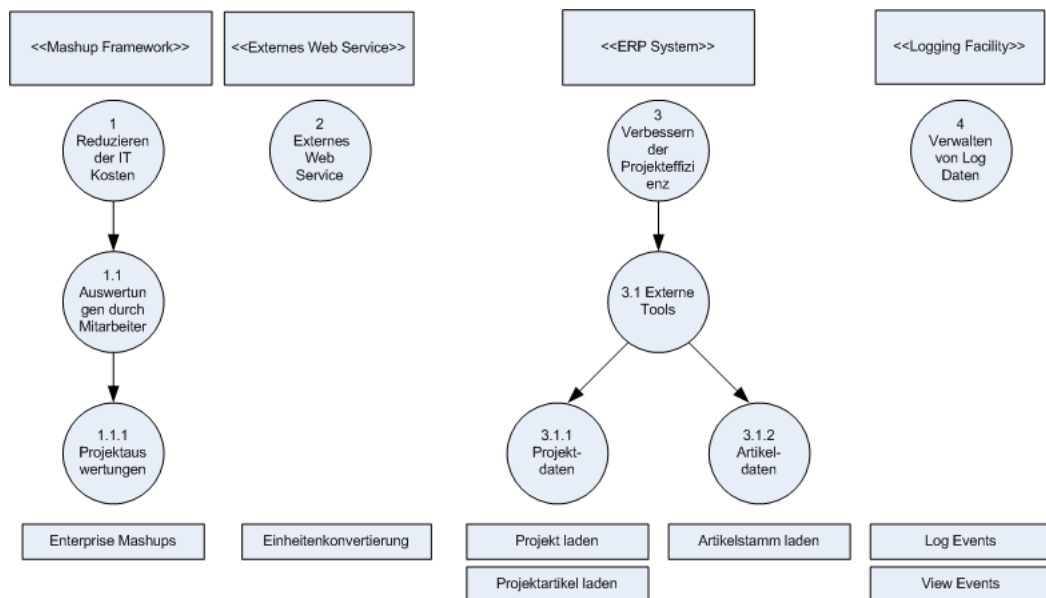 <<Mashup Framework>>
<<Externes Web Service>>
<<ERP System>>
<<Logging Facility>>
1
Reduzieren
der IT
Kosten
2
Externes
Web
Service
3
Verbessern
der
Projekteffizi
enz
4
Verwalten
von Log
Daten
1.1
Auswertun
gen durch
Mitarbeiter
3.1 Externe
Tools
1.1.1
Projektaus
wertungen
3.1.1
Projekt-
daten
3.1.2
Artikel-
daten
Enterprise Mashups
Einheitenkonvertierung
Projekt laden
Artikelstamm laden
Log Events
Projektartikel laden
View Events